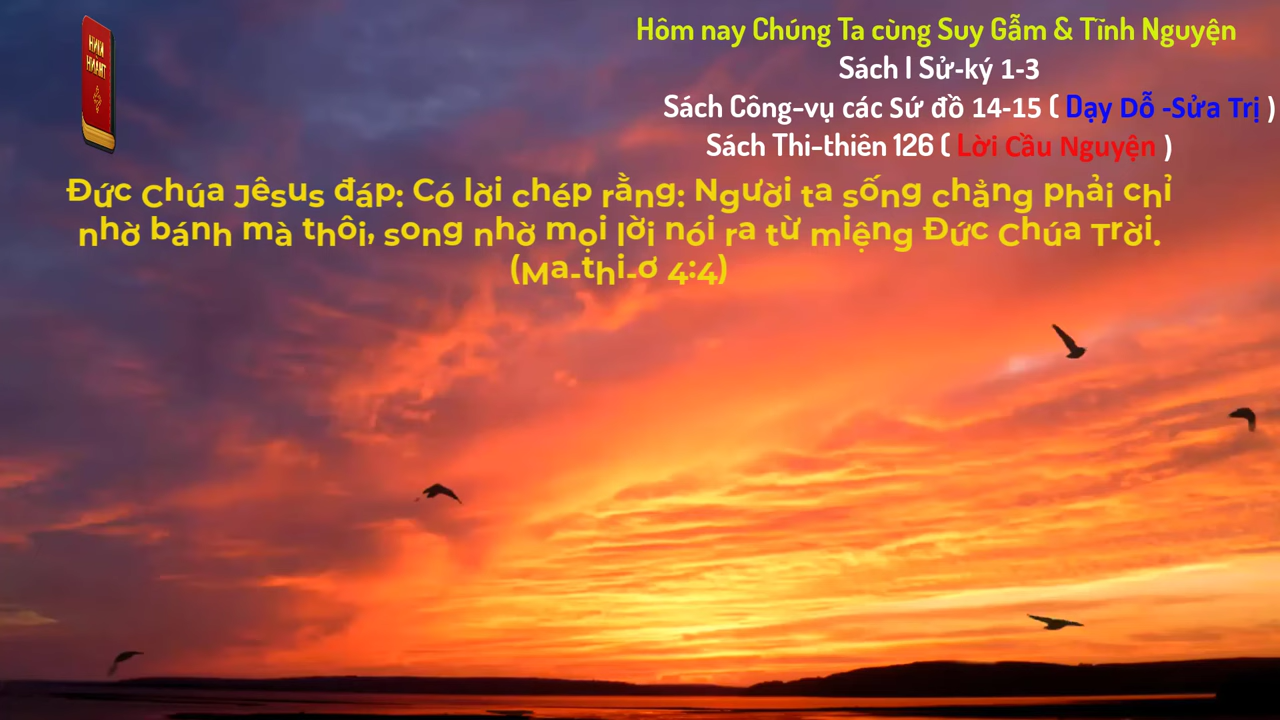 KINH
THÁNH
Hôm nay Chúng Ta cùng Suy Gẫm & Tĩnh Nguyện
Sách I Sử-ký 1-3
Sách Công-vụ các Sứ đồ 14-15 ( Dạy Dỗ -Sửa Trị )
Sách Thi-thiên 126 ( Lời Cầu Nguyện )
Đức Chúa Jêsus đáp: Có lời chép rằng: Người ta sống chẳng phải chỉ
nhờ bánh mà thôi, song nhờ mọi lời nói ra từ miệng Đức Chúa Trời.
(Ma-thi-ơ 4:4)